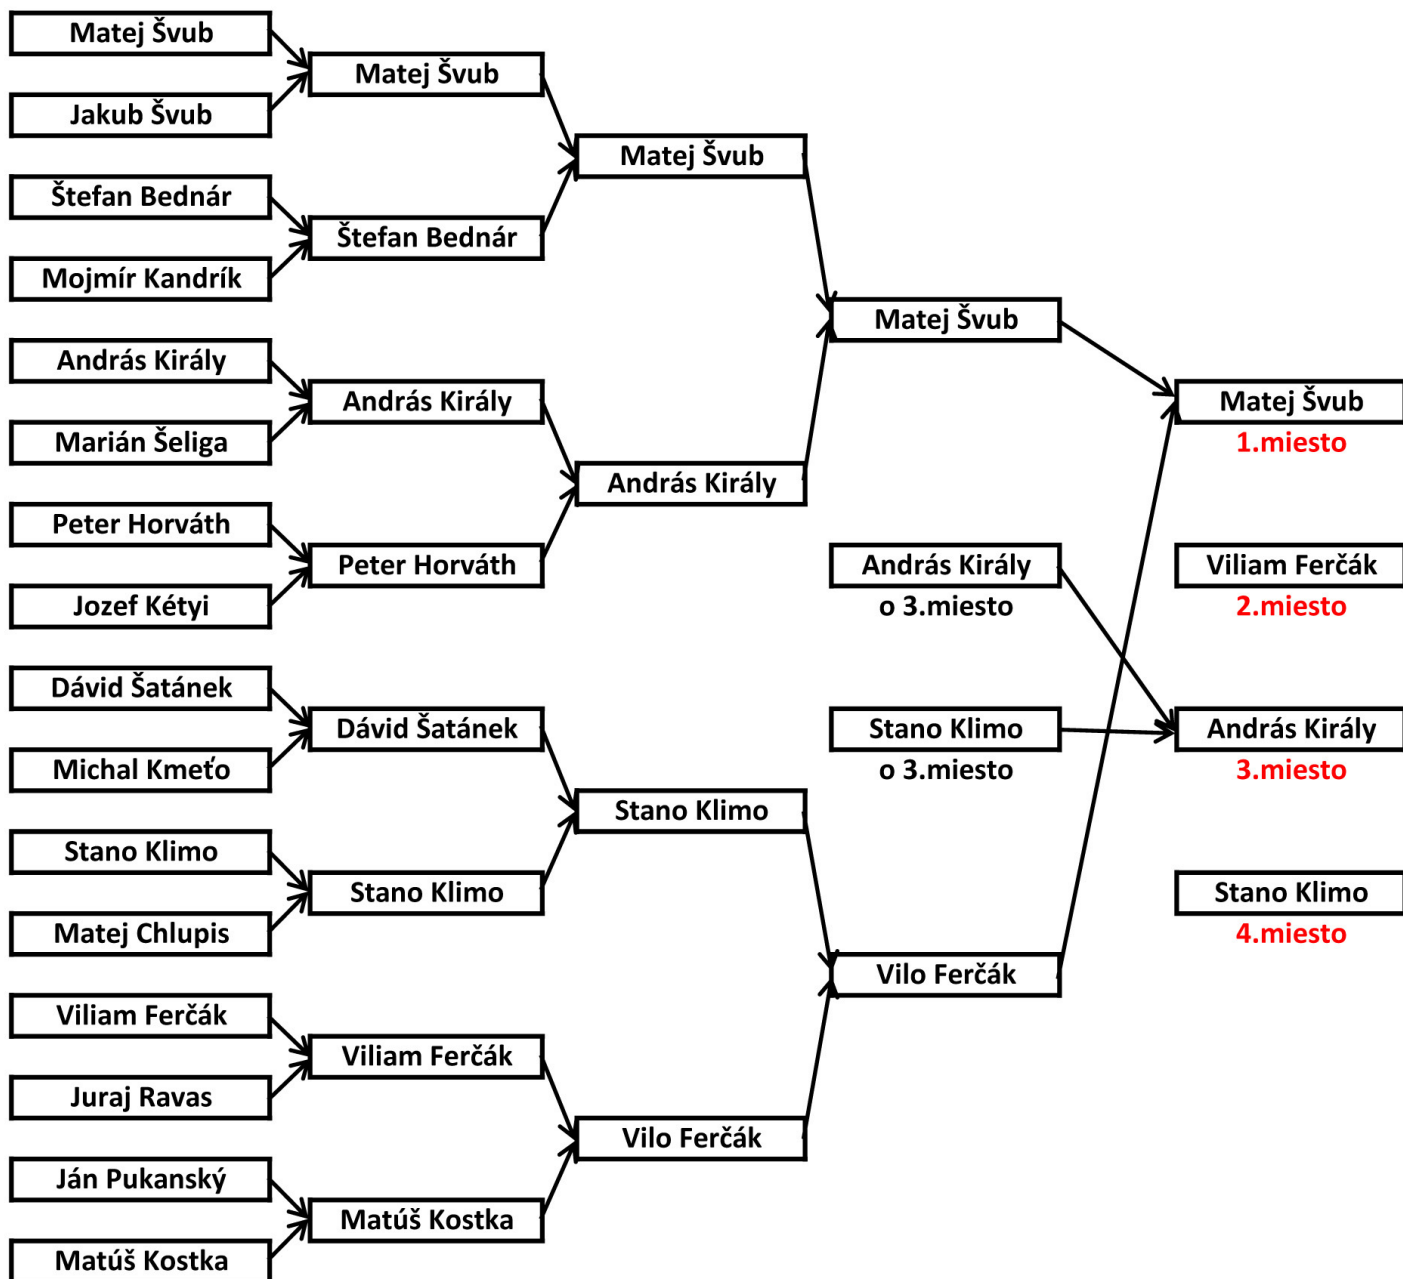 Matej Švub
Jakub Švub
Štefan Bednár
Mojmír Kandrík
András Király
Marián Šeliga
Peter Horváth
Jozef Kétyi
Dávid Šatánek
Michal Kmeťo
Stano Klimo
Matej Chlupis
Viliam Ferčák
Juraj Ravas
Ján Pukanský
Matúš Kostka
Matej Švub
Štefan Bednár
András Király
Peter Horváth
Dávid Šatánek
Stano Klimo
Viliam Ferčák
Matúš Kostka
Matej Švub
András Király
Stano Klimo
Vilo Ferčák
Matej Švub
András Király
o 3.miesto
Stano Klimo
o 3.miesto
Vilo Ferčák
Matej Švub
1.miesto
Viliam Ferčák
2.miesto
András Király
3.miesto
Stano Klimo
4.miesto